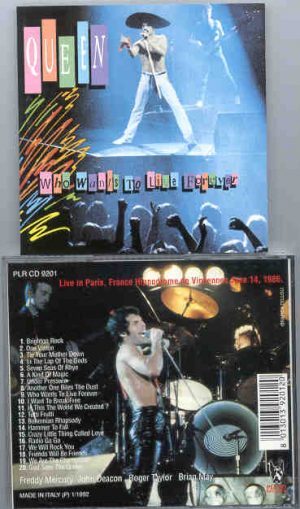 QUEEN
Who Wants To Live Forever
PLR CD 9201
Live in Paris, France Hippodrome de Vincennes June 14, 1986.
1. Brighton Rock
2. One Vision
3. Tie Your Mother Down
4. In The Lap Of The Gods
5. Seven Seas Of Rhye
6. A Kind Of Magic
7. Under Pressure
8. Another One Bites The Dust
9. Who Wants To Live Forever
10. I Want To Break Free
11. Is This The World We Created ?
12. Tutti Frutti
13. Bohemian Rhapsody
14. Hammer To Fall
15. Crazy Little Thing Called Love
16. Radio Ga Ga
17. We Will Rock You
18. Friends Will Be Friends
19. We Are The Champions
20. God Save The Queen
Freddy Mercury John Deacon Roger Taylor Brian May
MADE IN ITALY (P) 1/1992
8 013013 920120